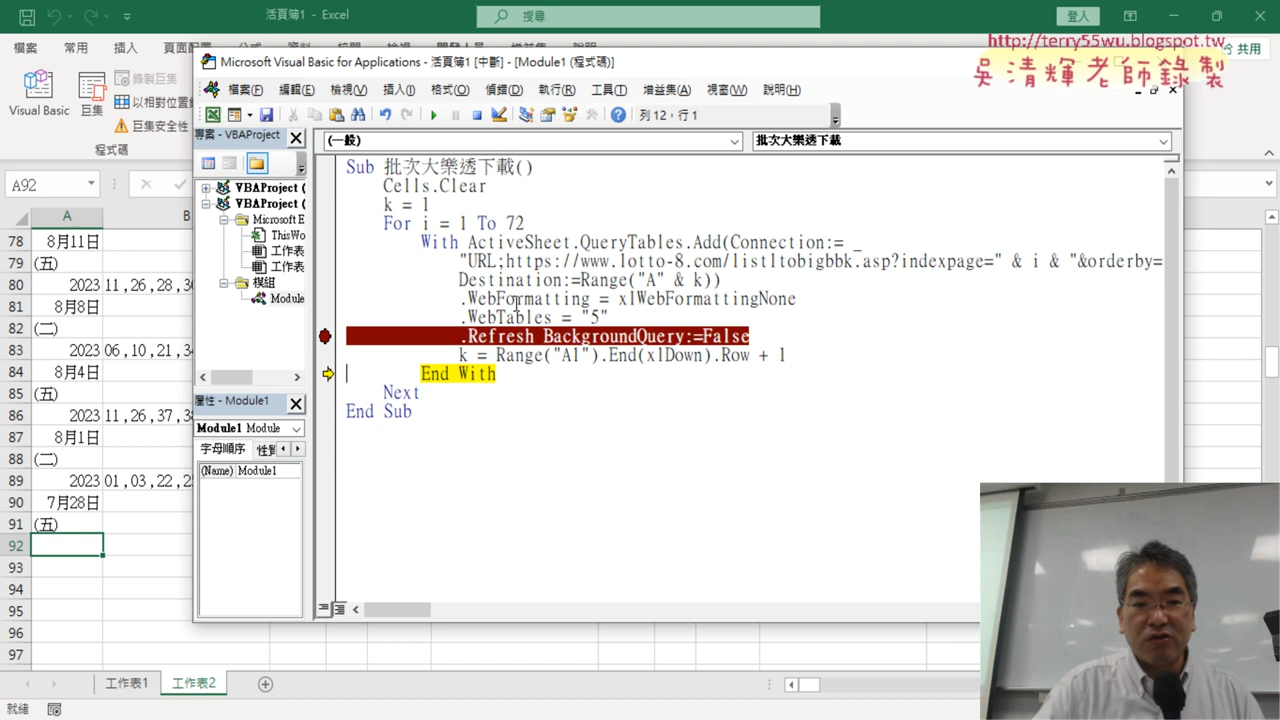 活頁簿1 - Excel
搜尋
登入
檔案
常用
插入
http://terry55wu.blogspot.tw
共用
吳清輝老師錄製
Visual Basic
巨集
錄製巨集
以相對位置
巨集安全性
程式碼
Microsoft Visual Basic for Applications - 活頁簿1 [中斷] - [Module1 (程式碼)]
檔案(F) 編輯(E) 檢視(V) 插入(I) 格式(O) 偵錯(D) 執行(R) 工具(T) 增益集(A) 視窗(W) 說明(H)
列 12，行 1
專案 - VBAProject
(一般)
批次大樂透下載
VBAProject (
VBAProject (
Microsoft E
ThisWo
工作表
工作表
模組
Module
屬性 - Module1
Module1 Module
字母順序
(Name) Module1
Sub 批次大樂透下載()
Cells.Clear
k = 1
For i = 1 To 72
With ActiveSheet.QueryTables.Add(Connection:= _
"URL;https://www.lotto-8.com/listltobigbbk.asp?indexpage=" & i & "&orderby=
Destination:=Range("A" & k))
.WebFormatting = xlWebFormattingNone
.WebTables = "5"
.Refresh BackgroundQuery:=False
k = Range("A1").End(xlDown).Row + 1
End With
Next
End Sub
A92
A B
78 8月11日
79 (五)
80 2023 11,26,28,3
81 8月8日
82 (二)
83 2023 06,10,21,34
84 8月4日
85 (五)
86 2023 11,26,37,38
87 8月1日
88 (二)
89 2023 01,03,22,2
90 7月28日
91 (五)
92
93
94
95
96
97
工作表1 工作表2
就緒